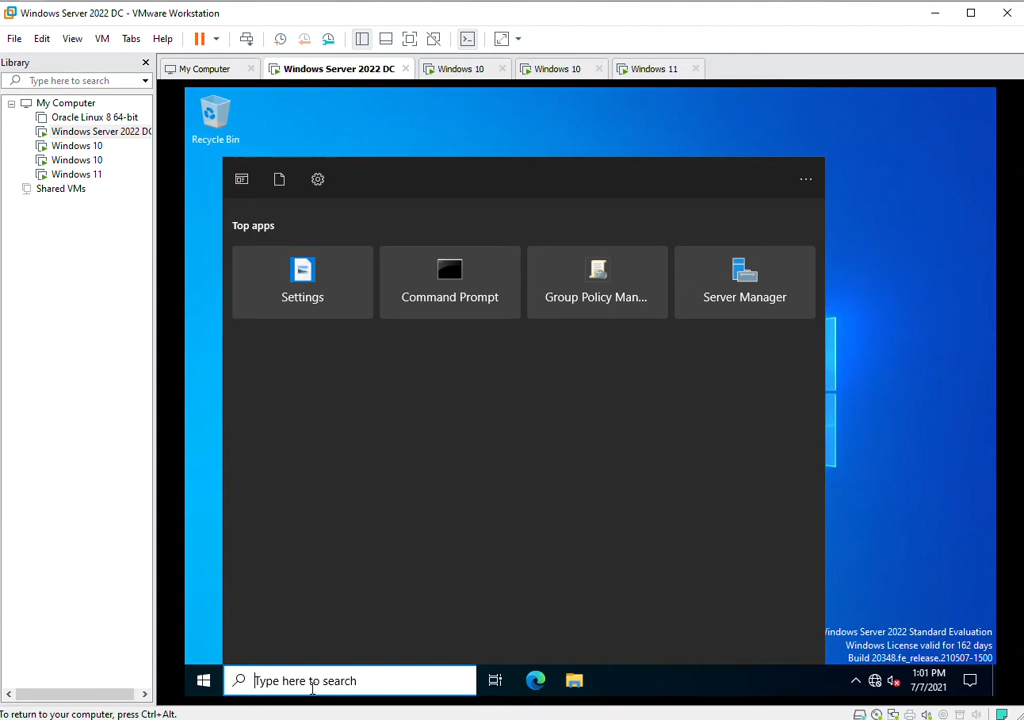 Windows Server 2022 DC - VMware Workstation
File Edit View VM Tabs Help
Library
Type here to search
My Computer
Oracle Linux 8 64-bit
Windows Server 2022 DC
Windows 10
Windows 10
Windows 11
Shared VMs
My Computer
Windows Server 2022 DC
Windows 10
Windows 10
Windows 11
Recycle Bin
Top apps
Settings
Command Prompt
Group Policy Man...
Server Manager
Windows Server 2022 Standard Evaluation
Windows License valid for 162 days
Build 20348.fe_release.210507-1500
Type here to search
1:01 PM
7/7/2021
To return to your computer, press Ctrl+Alt.